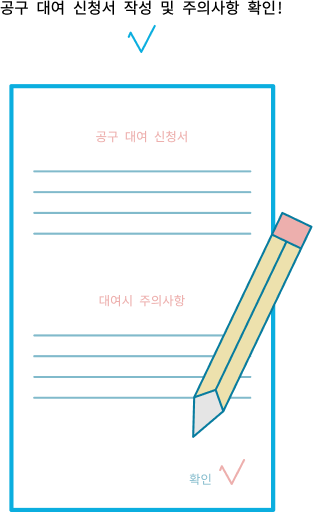 공구 대여 신청서 작성 및 주의사항 확인!
공구 대여 신청서
대여시 주의사항
확인